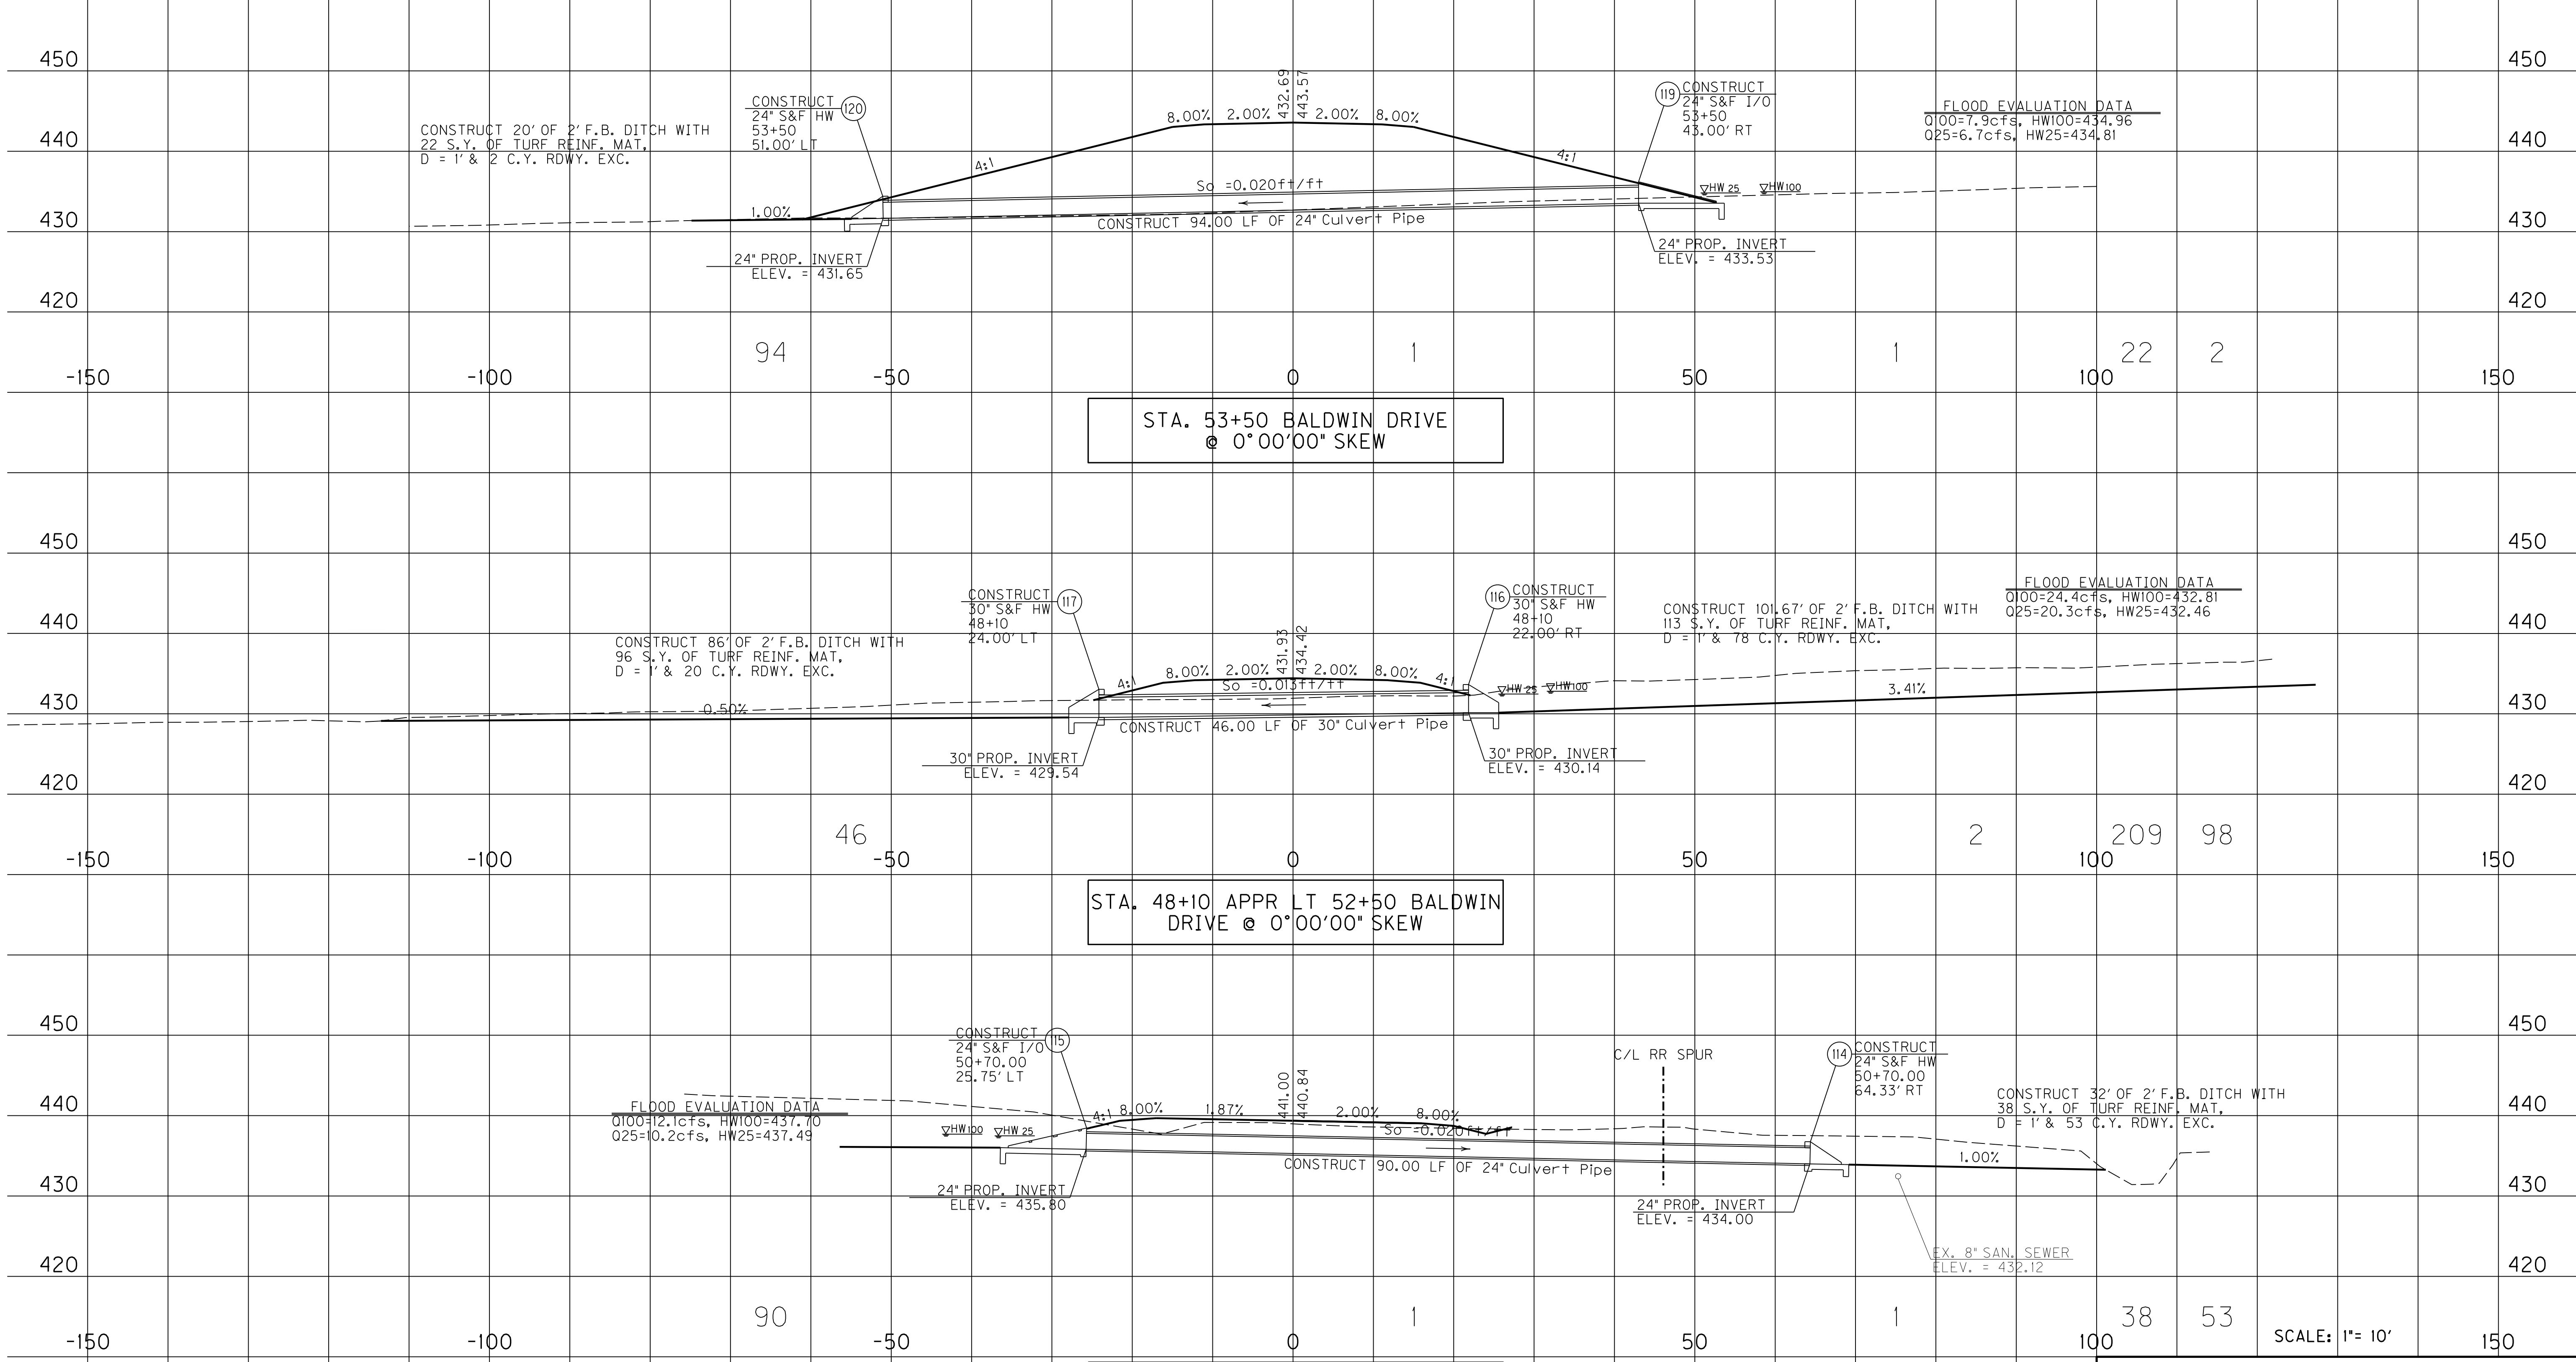 450
450
432.69
443.57
CONSTRUCT
24" S&F HW
53+50
51.00' LT
120
8.00% 2.00% 2.00% 8.00%
119
CONSTRUCT
24" S&F I/O
53+50
43.00' RT
FLOOD EVALUATION DATA
Q100=7.9cfs, HW100=434.96
Q25=6.7cfs, HW25=434.81
CONSTRUCT 20' OF 2' F.B. DITCH WITH
22 S.Y. OF TURF REINF. MAT,
D = 1' & 2 C.Y. RDWY. EXC.
440
440
4:1
4:1
So =0.020ft/ft
HW 25
HW100
1.00%
430
430
CONSTRUCT 94.00 LF OF 24" Culvert Pipe
24" PROP. INVERT
ELEV. = 431.65
24" PROP. INVERT
ELEV. = 433.53
420
420
94
1
1
22
2
-150
-100
-50
0
50
100
150
STA. 53+50 BALDWIN DRIVE
@ 0°00'00" SKEW
450
450
431.93
434.42
CONSTRUCT
30" S&F HW
48+10
24.00' LT
117
116
CONSTRUCT
30" S&F HW
48+10
22.00' RT
CONSTRUCT 101.67' OF 2' F.B. DITCH WITH
113 S.Y. OF TURF REINF. MAT,
D = 1' & 78 C.Y. RDWY. EXC.
FLOOD EVALUATION DATA
Q100=24.4cfs, HW100=432.81
Q25=20.3cfs, HW25=432.46
440
440
CONSTRUCT 86' OF 2' F.B. DITCH WITH
96 S.Y. OF TURF REINF. MAT,
D = 1' & 20 C.Y. RDWY. EXC.
4:1
8.00% 2.00% 2.00% 8.00%
4:1
So =0.013ft/ft
HW 25
HW100
3.41%
0.50%
430
430
CONSTRUCT 46.00 LF OF 30" Culvert Pipe
30" PROP. INVERT
ELEV. = 429.54
30" PROP. INVERT
ELEV. = 430.14
420
420
46
2
209
98
-150
-100
-50
0
50
100
150
STA. 48+10 APPR LT 52+50 BALDWIN
DRIVE @ 0°00'00" SKEW
450
450
CONSTRUCT
24" S&F I/O
50+70.00
25.75' LT
115
C/L RR SPUR
114
CONSTRUCT
24" S&F HW
50+70.00
64.33' RT
441.00
440.84
CONSTRUCT 32' OF 2' F.B. DITCH WITH
38 S.Y. OF TURF REINF. MAT,
D = 1' & 53 C.Y. RDWY. EXC.
440
440
FLOOD EVALUATION DATA
Q100=12.1cfs, HW100=437.70
Q25=10.2cfs, HW25=437.49
HW100
HW 25
4:1
8.00% 1.87% 2.00% 8.00%
So =0.020ft/ft
CONSTRUCT 90.00 LF OF 24" Culvert Pipe
1.00%
430
430
24" PROP. INVERT
ELEV. = 435.80
24" PROP. INVERT
ELEV. = 434.00
EX. 8" SAN. SEWER
ELEV. = 432.12
420
420
90
1
1
38
53
-150
-100
-50
0
50
100
150
SCALE: 1"= 10'